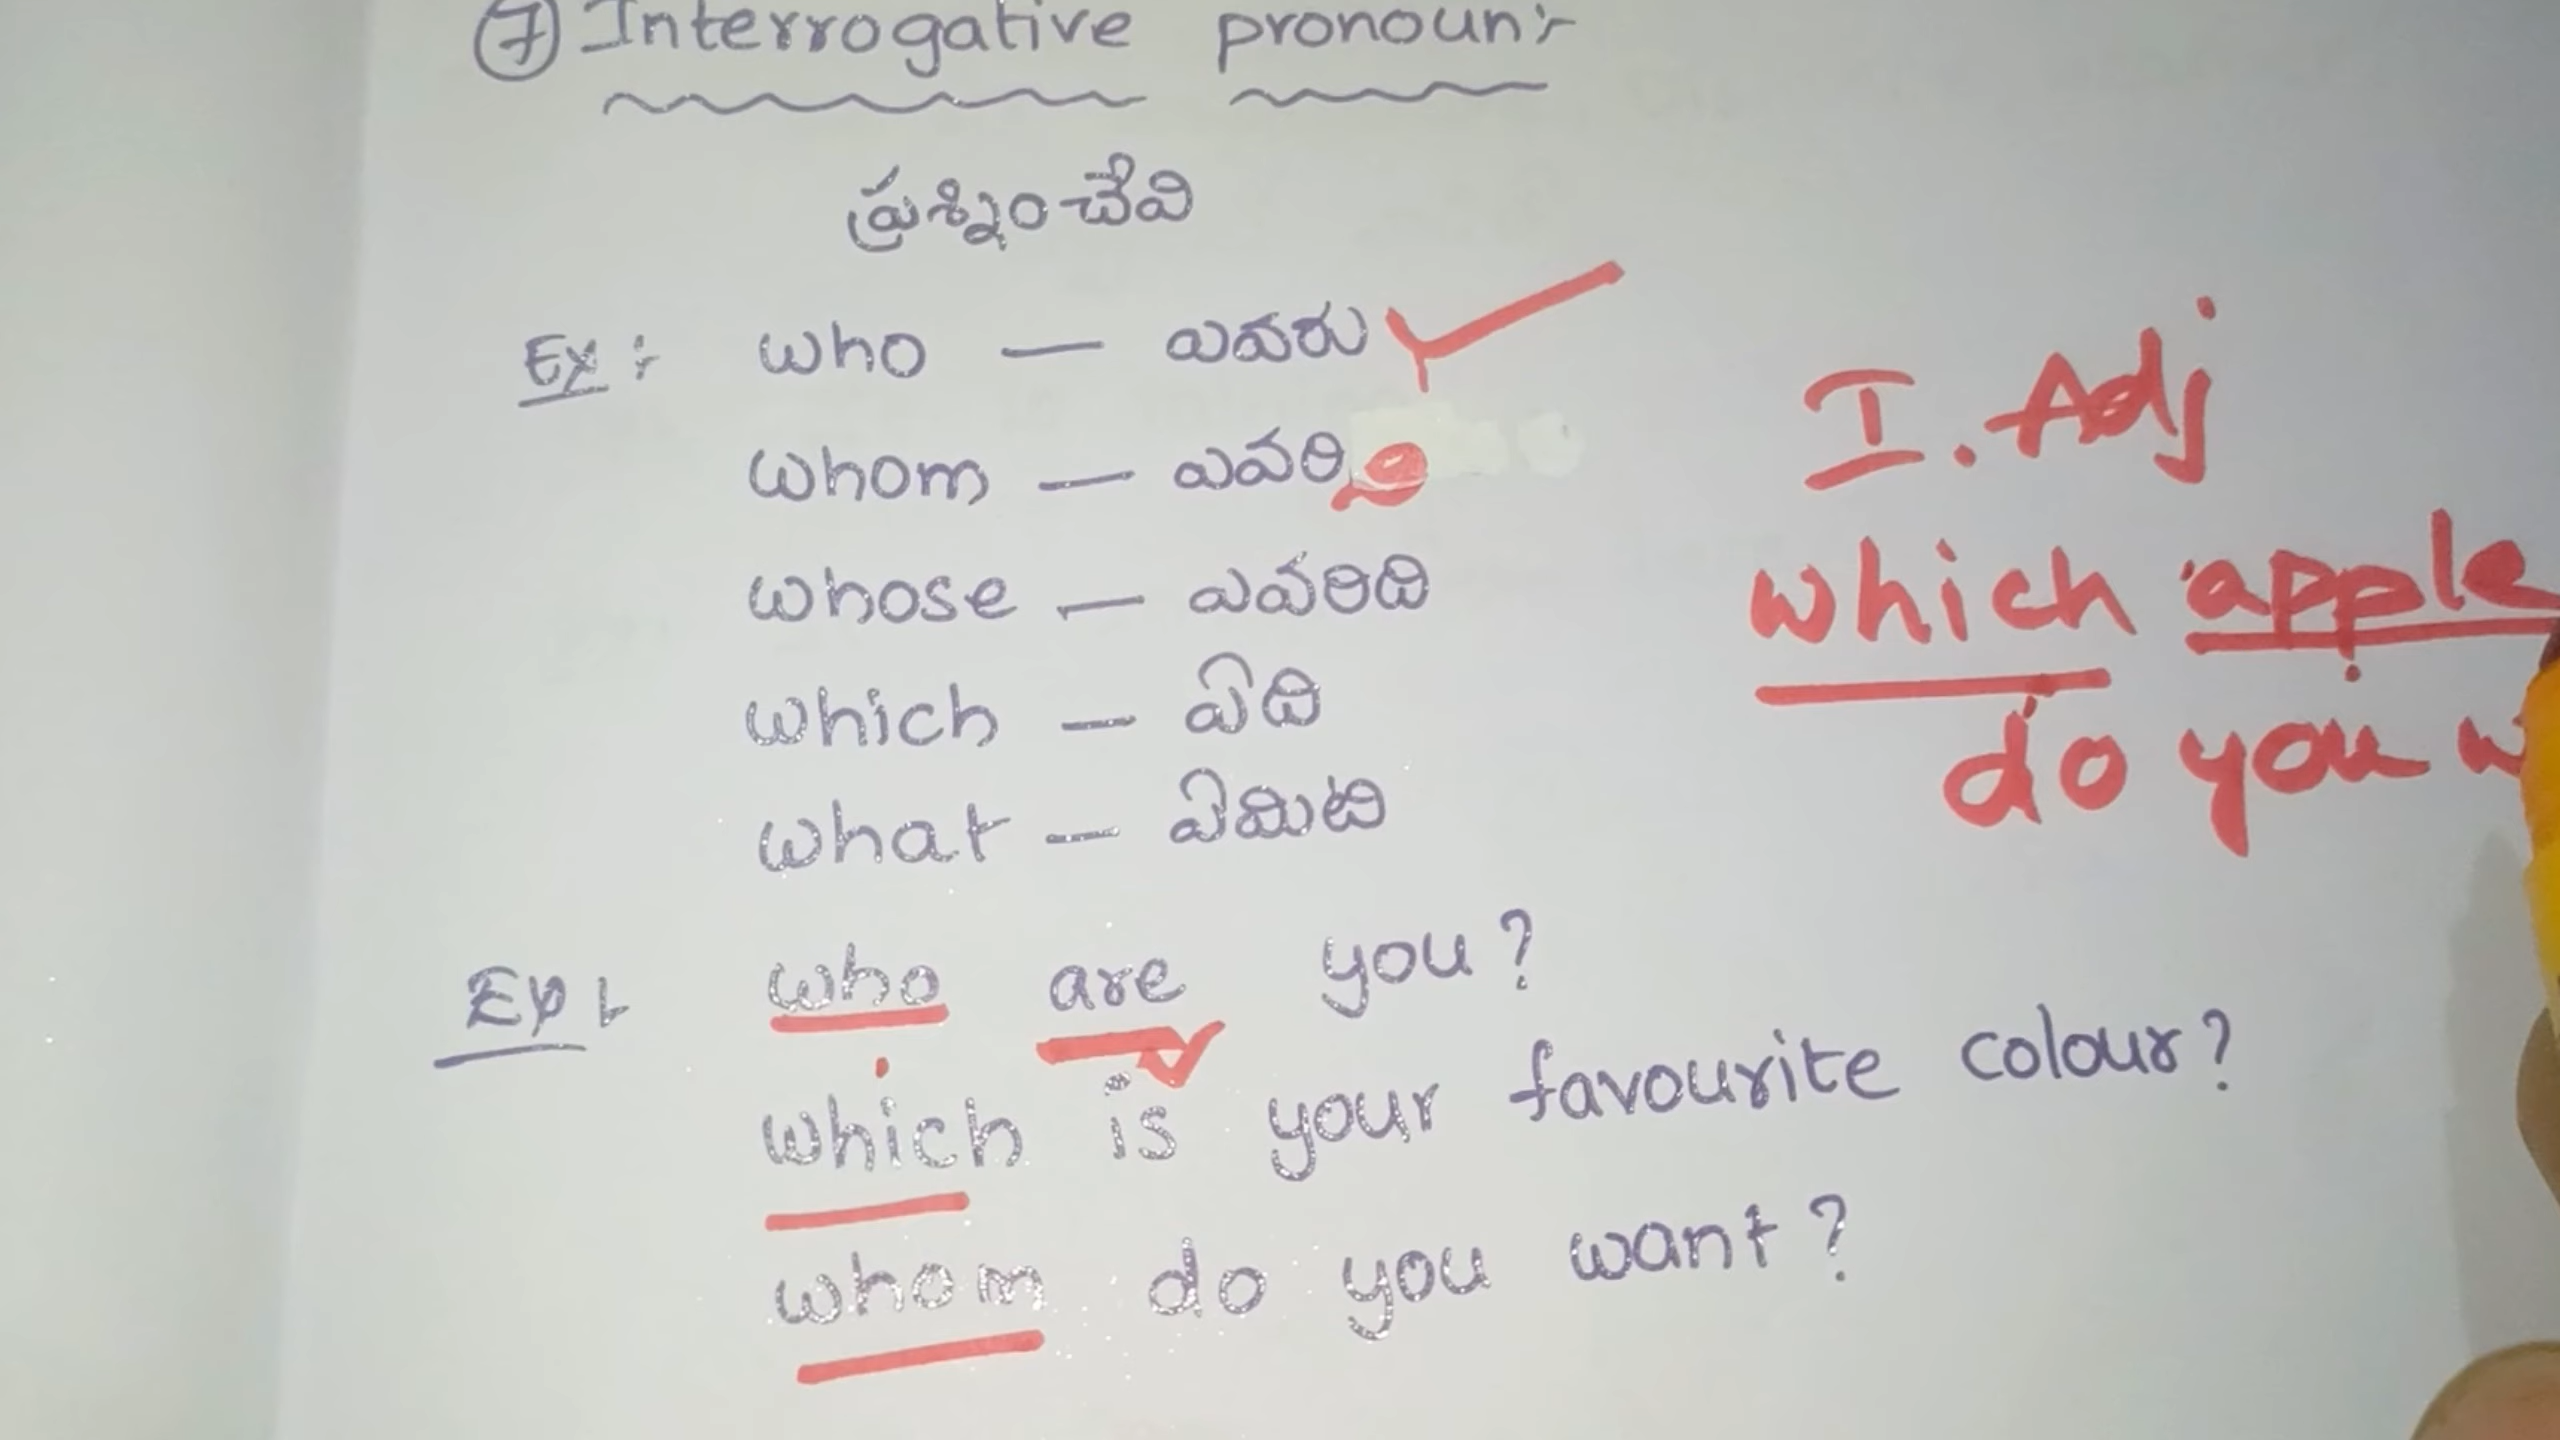 ⑦ Interrogative pronoun:-
ప్రశ్నించేవి
Ex:- who — ఎవరు
whom — ఎవరి
whose — ఎవరిది
which — ఏది
what — ఏమిటి
Ex:- who are you?
which is your favourite colour?
whom do you want?
I. Adj
which apple
do you